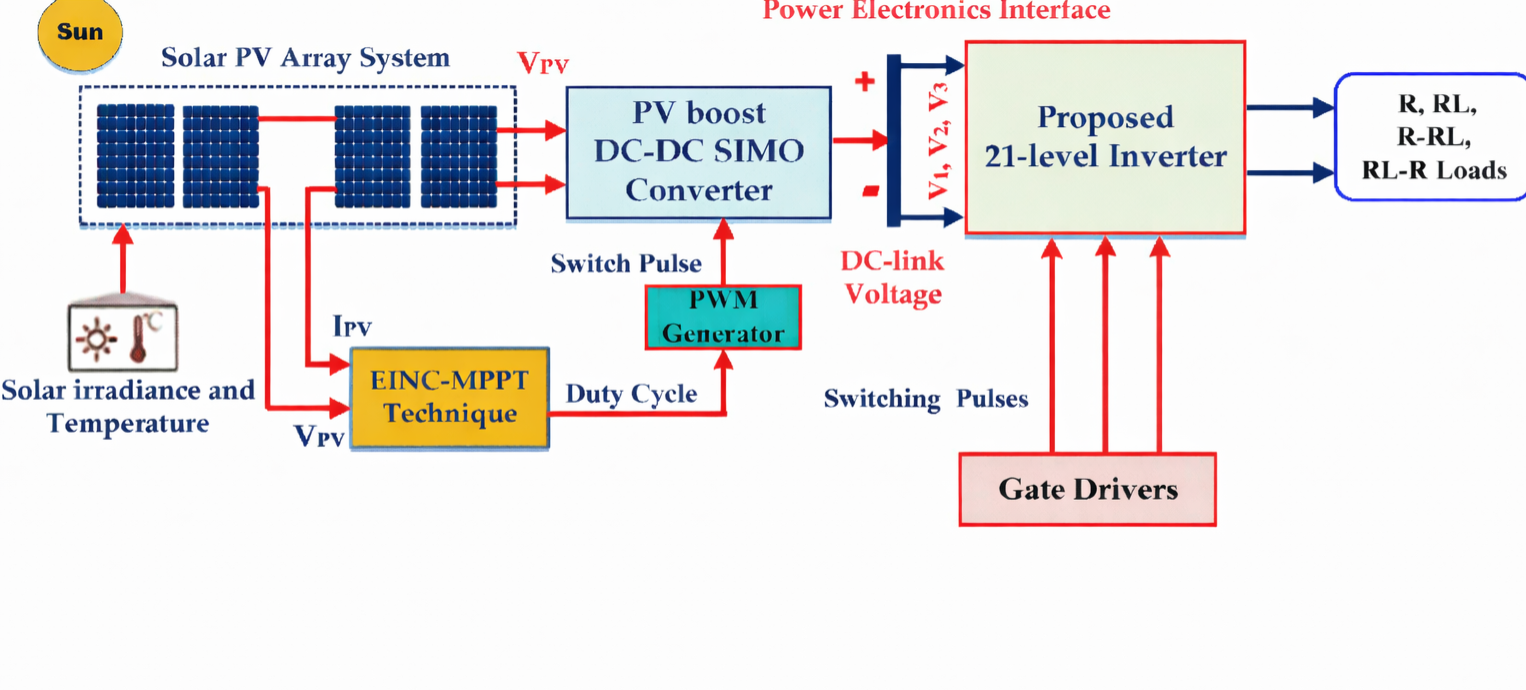 Power Electronics Interface
Sun
Solar PV Array System
VPV
PV boost
DC-DC SIMO
Converter
+
-
V1, V2, V3
Proposed
21-level Inverter
R, RL,
R-RL,
RL-R Loads
Switch Pulse
DC-link
Voltage
PWM
Generator
°C
IPV
Solar irradiance and
Temperature
EINC-MPPT
Technique
Duty Cycle
VPV
Switching Pulses
Gate Drivers